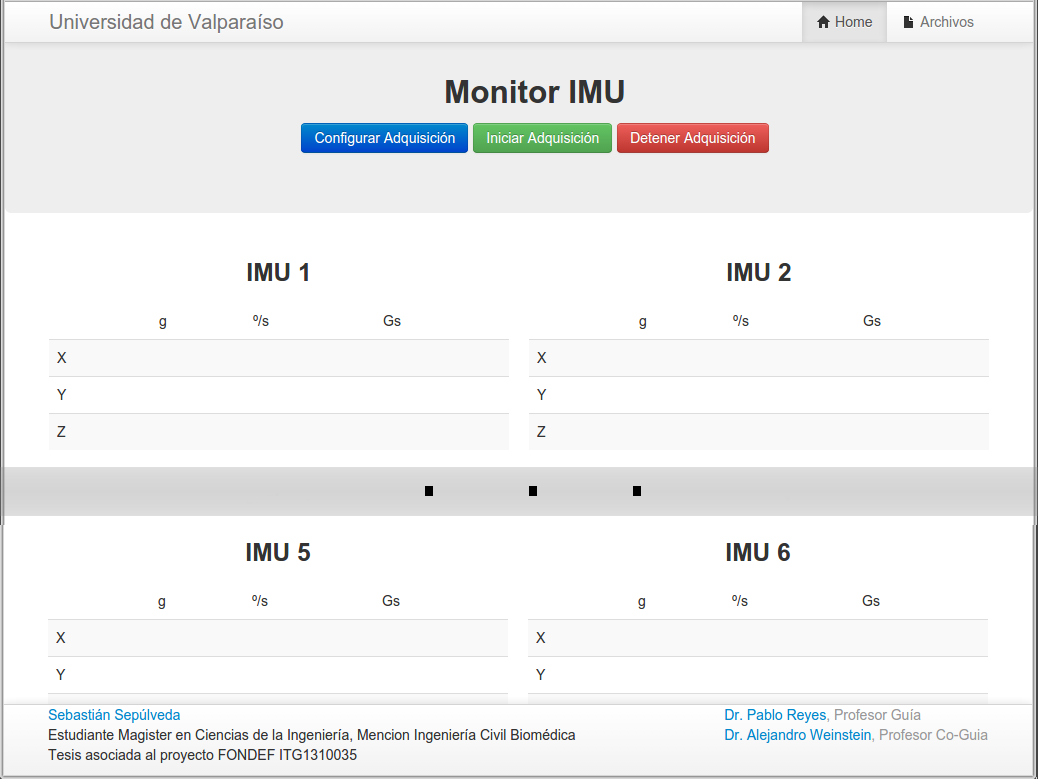 Universidad de Valparaíso Home Archivos
Monitor IMU
Configurar Adquisición Iniciar Adquisición Detener Adquisición
IMU 1 IMU 2
g º/s Gs g º/s Gs
X X
Y Y
Z Z
IMU 5 IMU 6
g º/s Gs g º/s Gs
X X
Y Y
Sebastián Sepúlveda Dr. Pablo Reyes, Profesor Guía
Estudiante Magister en Ciencias de la Ingeniería, Mencion Ingeniería Civil Biomédica Dr. Alejandro Weinstein, Profesor Co-Guia
Tesis asociada al proyecto FONDEF ITG1310035